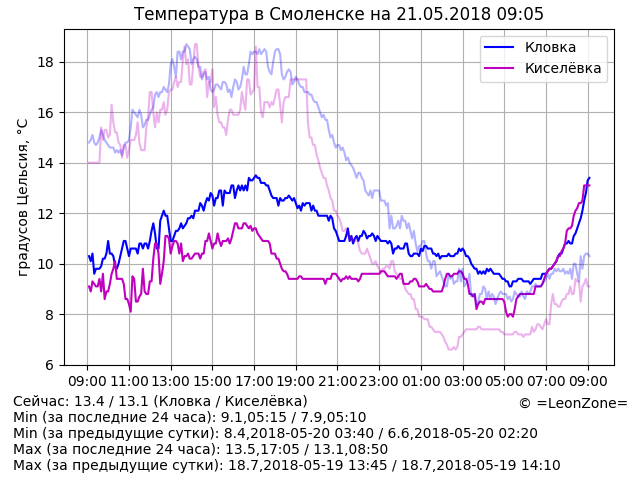 Температура в Смоленске на 21.05.2018 09:05
градусов Цельсия, °C
18
16
14
12
10
8
6
Кловка
Киселёвка
09:00 11:00 13:00 15:00 17:00 19:00 21:00 23:00 01:00 03:00 05:00 07:00 09:00
Сейчас: 13.4 / 13.1 (Кловка / Киселёвка)
© =LeonZone=
Min (за последние 24 часа): 9.1,05:15 / 7.9,05:10
Min (за предыдущие сутки): 8.4,2018-05-20 03:40 / 6.6,2018-05-20 02:20
Max (за последние 24 часа): 13.5,17:05 / 13.1,08:50
Max (за предыдущие сутки): 18.7,2018-05-19 13:45 / 18.7,2018-05-19 14:10